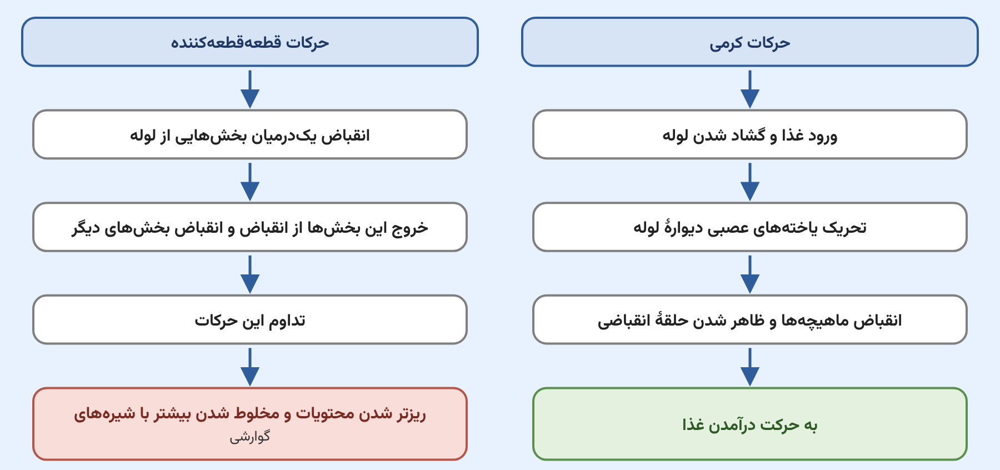 حرکات کرمی
ورود غذا و گشاد شدن لوله
تحریک یاخته‌های عصبی دیوارهٔ لوله
انقباض ماهیچه‌ها و ظاهر شدن حلقهٔ انقباضی
به حرکت درآمدن غذا
حرکات قطعه‌قطعه‌کننده
انقباض یک‌درمیان بخش‌هایی از لوله
خروج این بخش‌ها از انقباض و انقباض بخش‌های دیگر
تداوم این حرکات
ریزتر شدن محتویات و مخلوط شدن بیشتر با شیره‌های
گوارشی